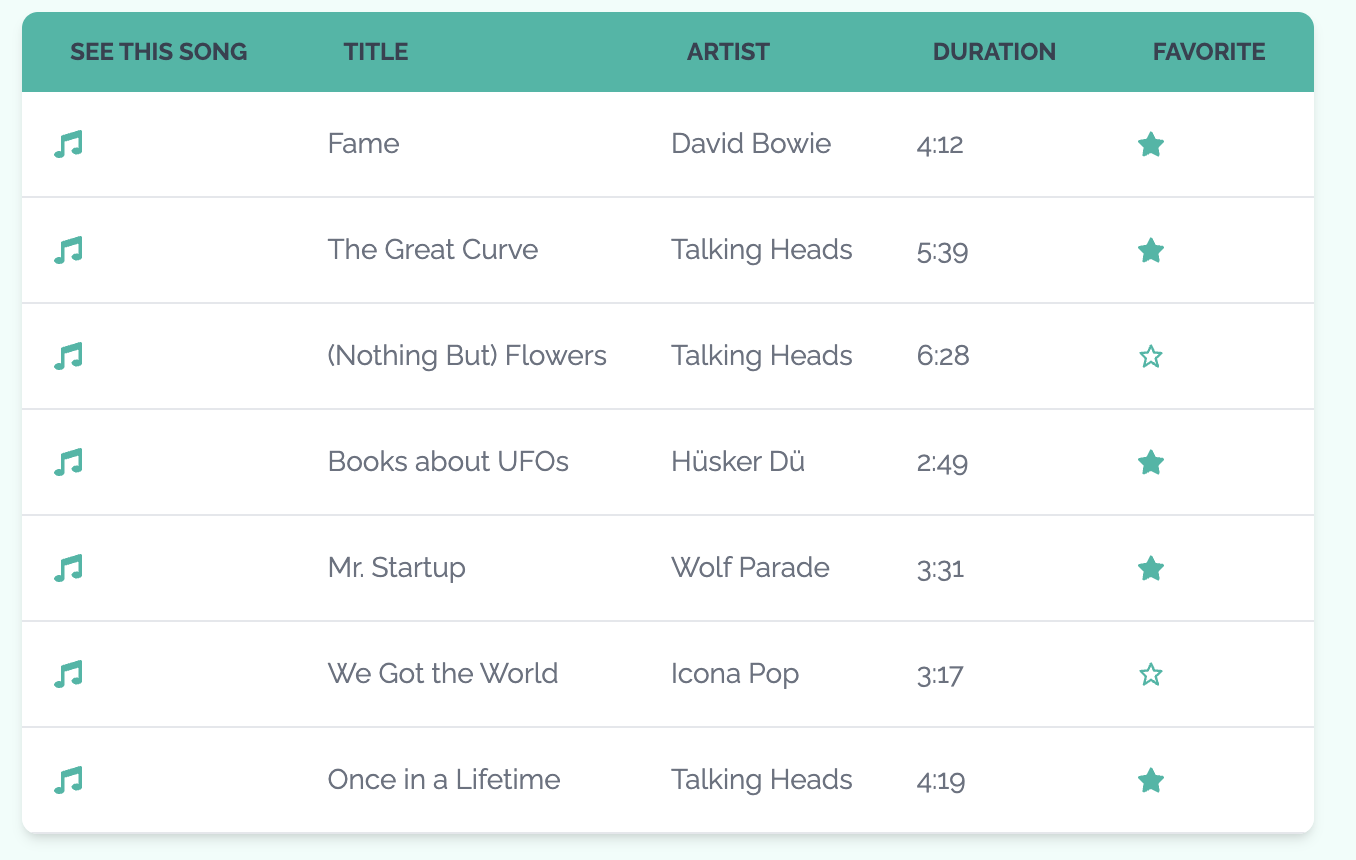 SEE THIS SONG TITLE ARTIST DURATION FAVORITE
Fame David Bowie 4:12
The Great Curve Talking Heads 5:39
(Nothing But) Flowers Talking Heads 6:28
Books about UFOs Hüsker Dü 2:49
Mr. Startup Wolf Parade 3:31
We Got the World Icona Pop 3:17
Once in a Lifetime Talking Heads 4:19